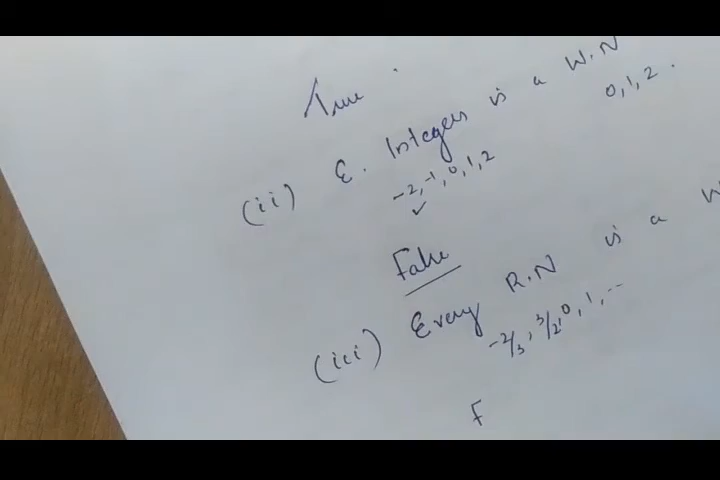 True.
(ii) E. Integers is a W.N
-2, -1, 0, 1, 2 0, 1, 2.
✓
False
(iii) Every R.N is a W
-2/3, 3/2, 0, 1, ...
F